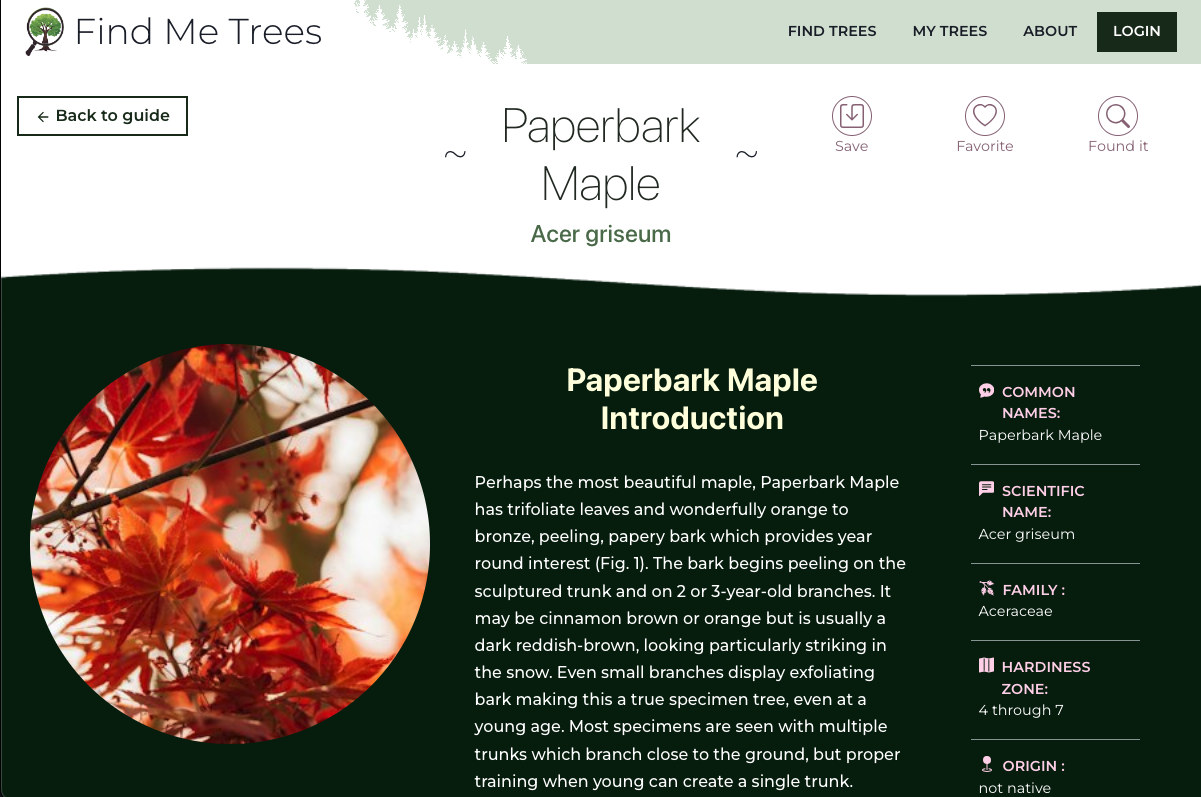 Find Me Trees
FIND TREES
MY TREES
ABOUT
LOGIN
← Back to guide
~ Paperbark ~
Maple
Acer griseum
Save
Favorite
Found it
Paperbark Maple
Introduction
Perhaps the most beautiful maple, Paperbark Maple
has trifoliate leaves and wonderfully orange to
bronze, peeling, papery bark which provides year
round interest (Fig. 1). The bark begins peeling on the
sculptured trunk and on 2 or 3-year-old branches. It
may be cinnamon brown or orange but is usually a
dark reddish-brown, looking particularly striking in
the snow. Even small branches display exfoliating
bark making this a true specimen tree, even at a
young age. Most specimens are seen with multiple
trunks which branch close to the ground, but proper
training when young can create a single trunk.
COMMON
NAMES:
Paperbark Maple
SCIENTIFIC
NAME:
Acer griseum
FAMILY :
Aceraceae
HARDINESS
ZONE:
4 through 7
ORIGIN :
not native